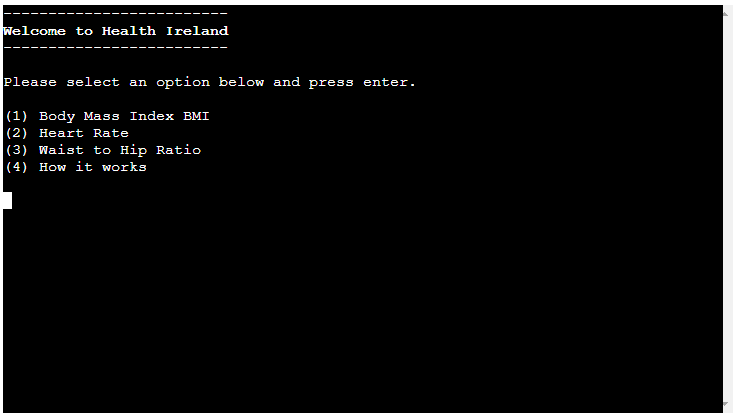 -------------------------
Welcome to Health Ireland
-------------------------
Please select an option below and press enter.
(1) Body Mass Index BMI
(2) Heart Rate
(3) Waist to Hip Ratio
(4) How it works